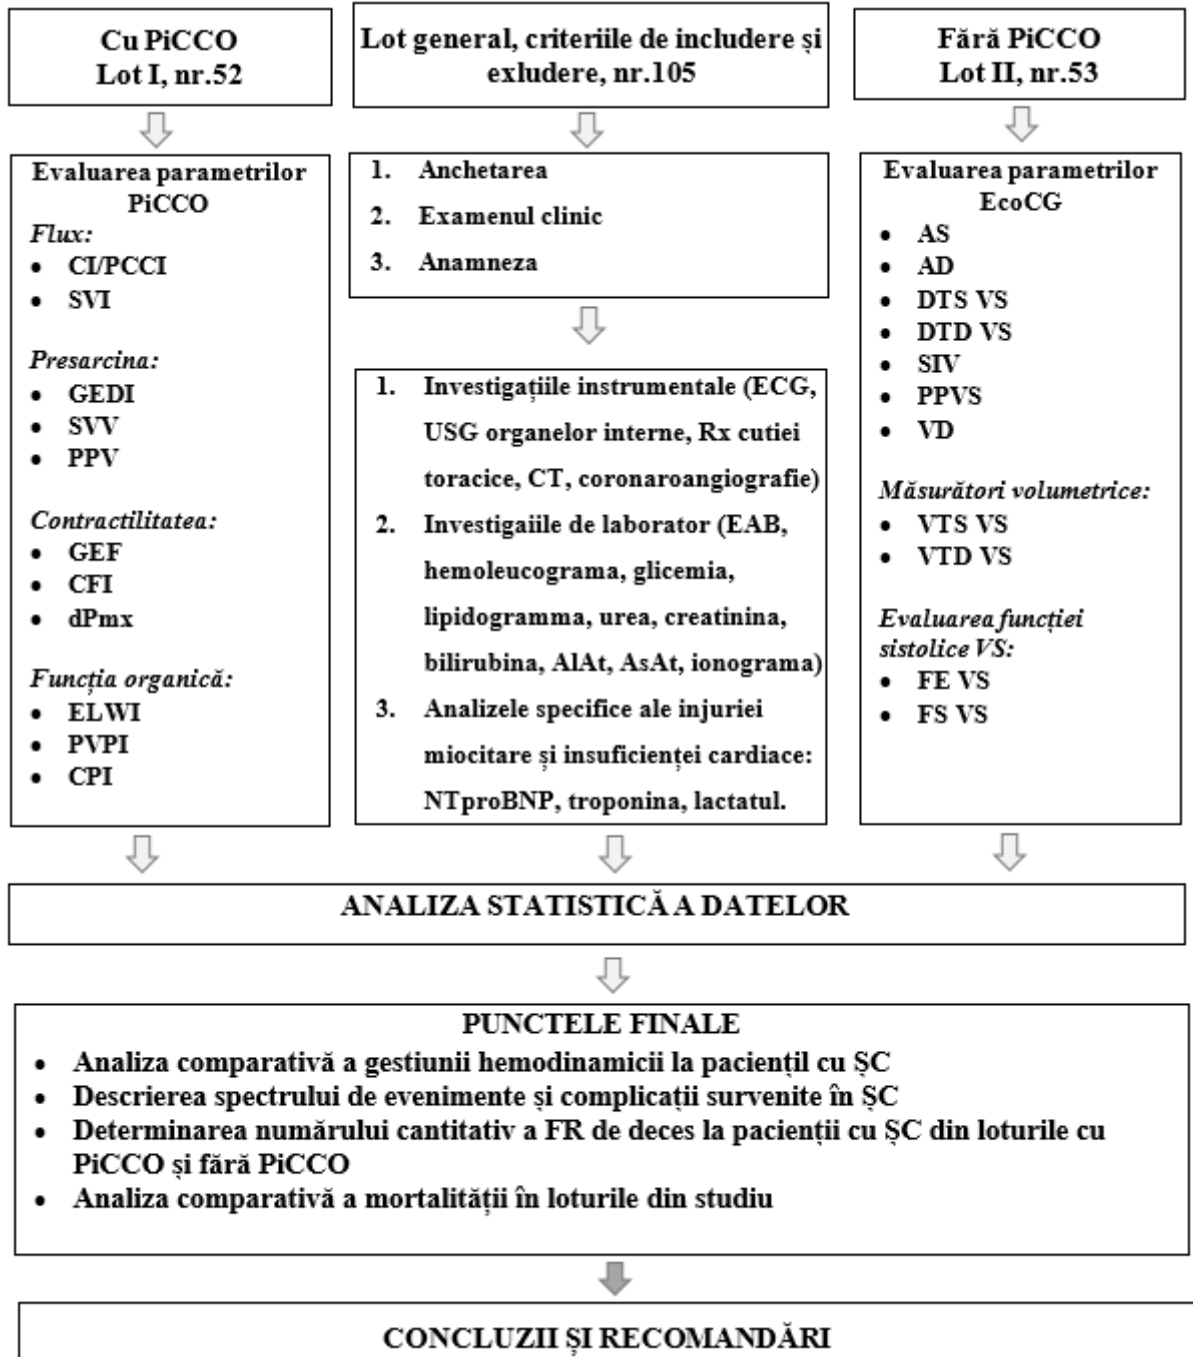 Cu PiCCO
Lot I, nr.52
Lot general, criteriile de includere și
exludere, nr.105
Fără PiCCO
Lot II, nr.53
Evaluarea parametrilor
PiCCO
Flux:
• CI/PCCI
• SVI
Presarcina:
• GEDI
• SVV
• PPV
Contractilitatea:
• GEF
• CFI
• dPmx
Funcția organică:
• ELWI
• PVPI
• CPI
1. Anchetarea
2. Examenul clinic
3. Anamneza
1. Investigațiile instrumentale (ECG,
USG organelor interne, Rx cutiei
toracice, CT, coronaroangiografie)
2. Investigaiile de laborator (EAB,
hemoleucograma, glicemia,
lipidogramma, urea, creatinina,
bilirubina, AlAt, AsAt, ionograma)
3. Analizele specifice ale injuriei
miocitare și insuficienței cardiace:
NTproBNP, troponina, lactatul.
Evaluarea parametrilor
EcoCG
• AS
• AD
• DTS VS
• DTD VS
• SIV
• PPVS
• VD
Măsurători volumetrice:
• VTS VS
• VTD VS
Evaluarea funcției
sistolice VS:
• FE VS
• FS VS
ANALIZA STATISTICĂ A DATELOR
PUNCTELE FINALE
• Analiza comparativă a gestiunii hemodinamicii la paciențil cu ȘC
• Descrierea spectrului de evenimente și complicații survenite în ȘC
• Determinarea numărului cantitativ a FR de deces la pacienții cu ȘC din loturile cu
PiCCO și fără PiCCO
• Analiza comparativă a mortalității în loturile din studiu
CONCLUZII ȘI RECOMANDĂRI